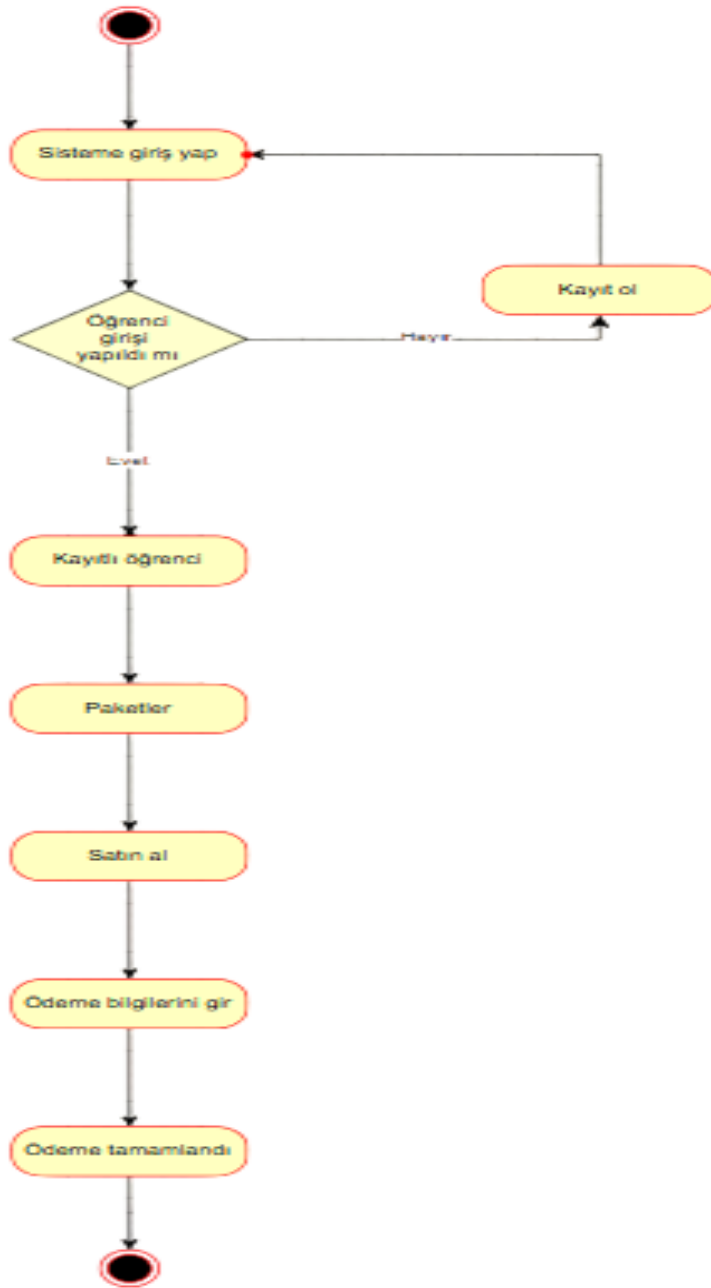 Sisteme giriş yap
Kayıt ol
Öğrenci
girişi
yapıldı mı
Hayır
Evet
Kayıtlı öğrenci
Paketler
Satın al
Ödeme bilgilerini gir
Ödeme tamamlandı